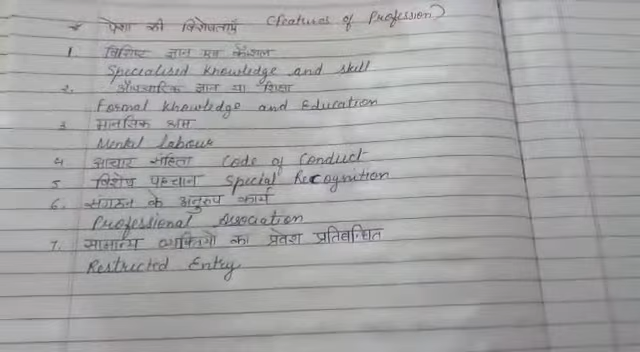 * पेशा की विशेषताएँ (Features of Profession)
1 विशिष्ट ज्ञान एवं कौशल
Specialised knowledge and skill
2. औपचारिक ज्ञान या शिक्षा
Formal knowledge and Education
3 मानसिक श्रम
Mental labour
4 आचार संहिता Code of Conduct
5 विशेष पहचान Special Recognition
6. संगठन के अनुरूप कार्य
Professional Association
7. सामान्य व्यक्तियों का प्रवेश प्रतिबन्धित
Restricted Entry